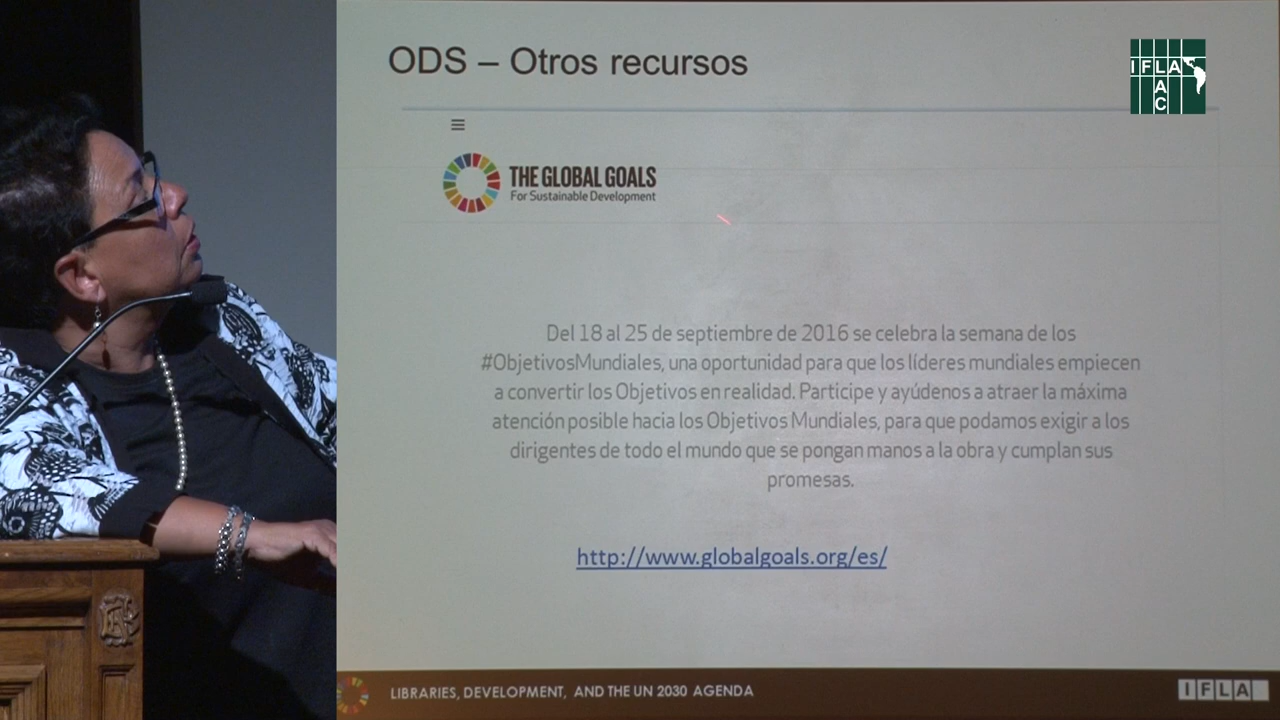 ODS – Otros recursos
IFLA
LAC
THE GLOBAL GOALS
For Sustainable Development
Del 18 al 25 de septiembre de 2016 se celebra la semana de los
#ObjetivosMundiales, una oportunidad para que los líderes mundiales empiecen
a convertir los Objetivos en realidad. Participe y ayúdenos a atraer la máxima
atención posible hacia los Objetivos Mundiales, para que podamos exigir a los
dirigentes de todo el mundo que se pongan manos a la obra y cumplan sus
promesas.
http://www.globalgoals.org/es/
LIBRARIES, DEVELOPMENT, AND THE UN 2030 AGENDA
IFLA